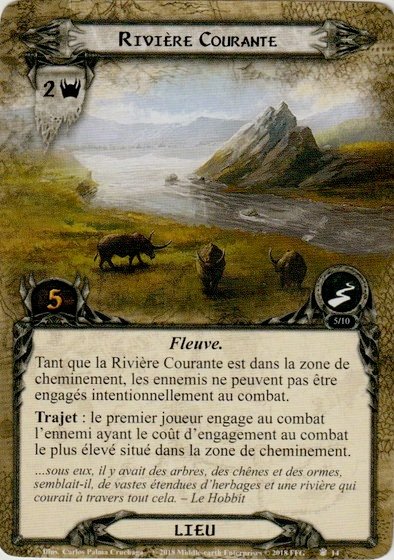 Rivière Courante
2
5
5/10
Fleuve.
Tant que la Rivière Courante est dans la zone de
cheminement, les ennemis ne peuvent pas être
engagés intentionnellement au combat.
Trajet : le premier joueur engage au combat
l'ennemi ayant le coût d'engagement au combat
le plus élevé situé dans la zone de cheminement.
...sous eux, il y avait des arbres, des chênes et des ormes,
semblait-il, de vastes étendues d'herbages et une rivière qui
courait à travers tout cela. – Le Hobbit
LIEU
Illus. Carlos Palma Cruchaga © 2018 Middle-earth Enterprises © 2018 FFG 14